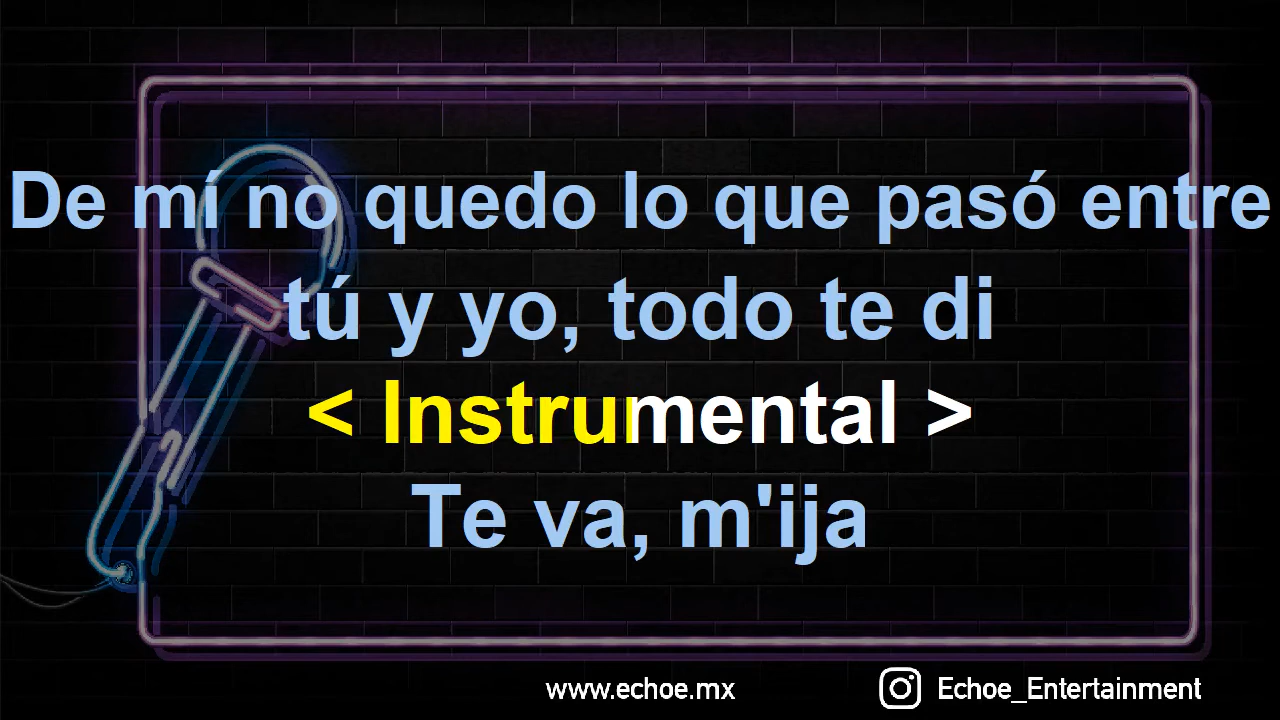 De mí no quedo lo que pasó entre
tú y yo, todo te di
< Instrumental >
Te va, m'ija
www.echoe.mx
Echoe_Entertainment